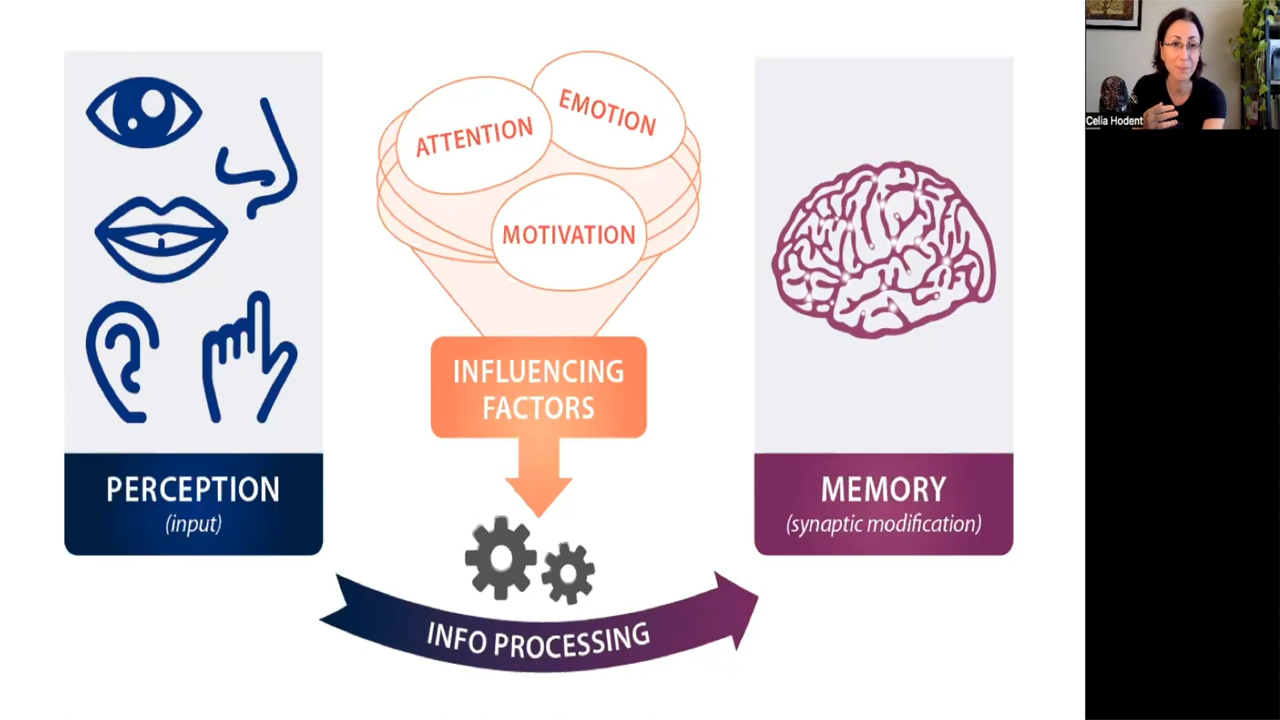 ATTENTION
EMOTION
MOTIVATION
INFLUENCING
FACTORS
PERCEPTION
(input)
MEMORY
(synaptic modification)
INFO PROCESSING
Celia Hodent